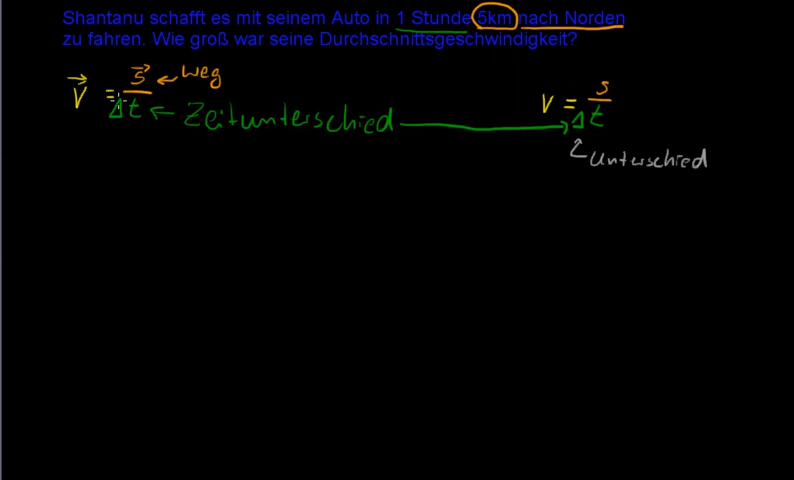 Shantanu schafft es mit seinem Auto in 1 Stunde 5km nach Norden
zu fahren. Wie groß war seine Durchschnittsgeschwindigkeit?
v⃗ = s⃗ / Δt ← Weg
← Zeitunterschied →
v = s / Δt
Unterschied